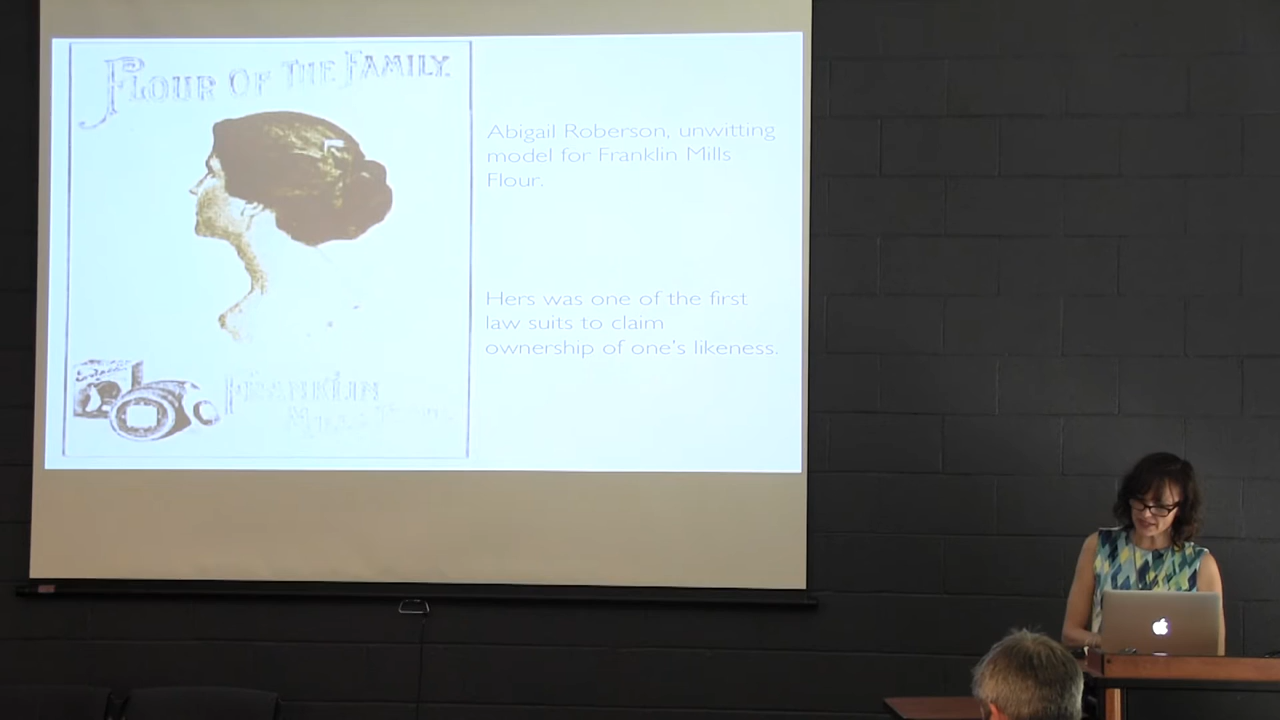 FLOUR OF THE FAMILY
Abigail Roberson, unwitting
model for Franklin Mills
Flour.
Hers was one of the first
law suits to claim
ownership of one's likeness.
FRANKLIN
MILLS